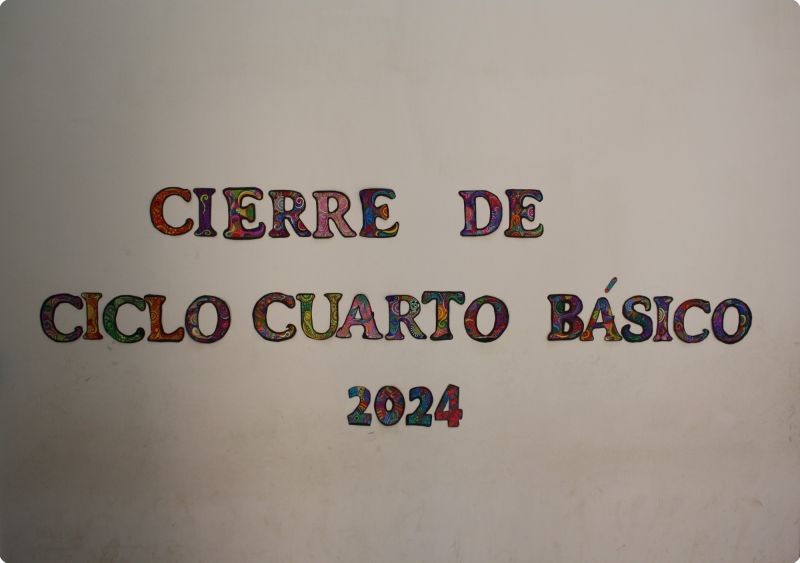 CIERRE DE
CICLO CUARTO BÁSICO
2024